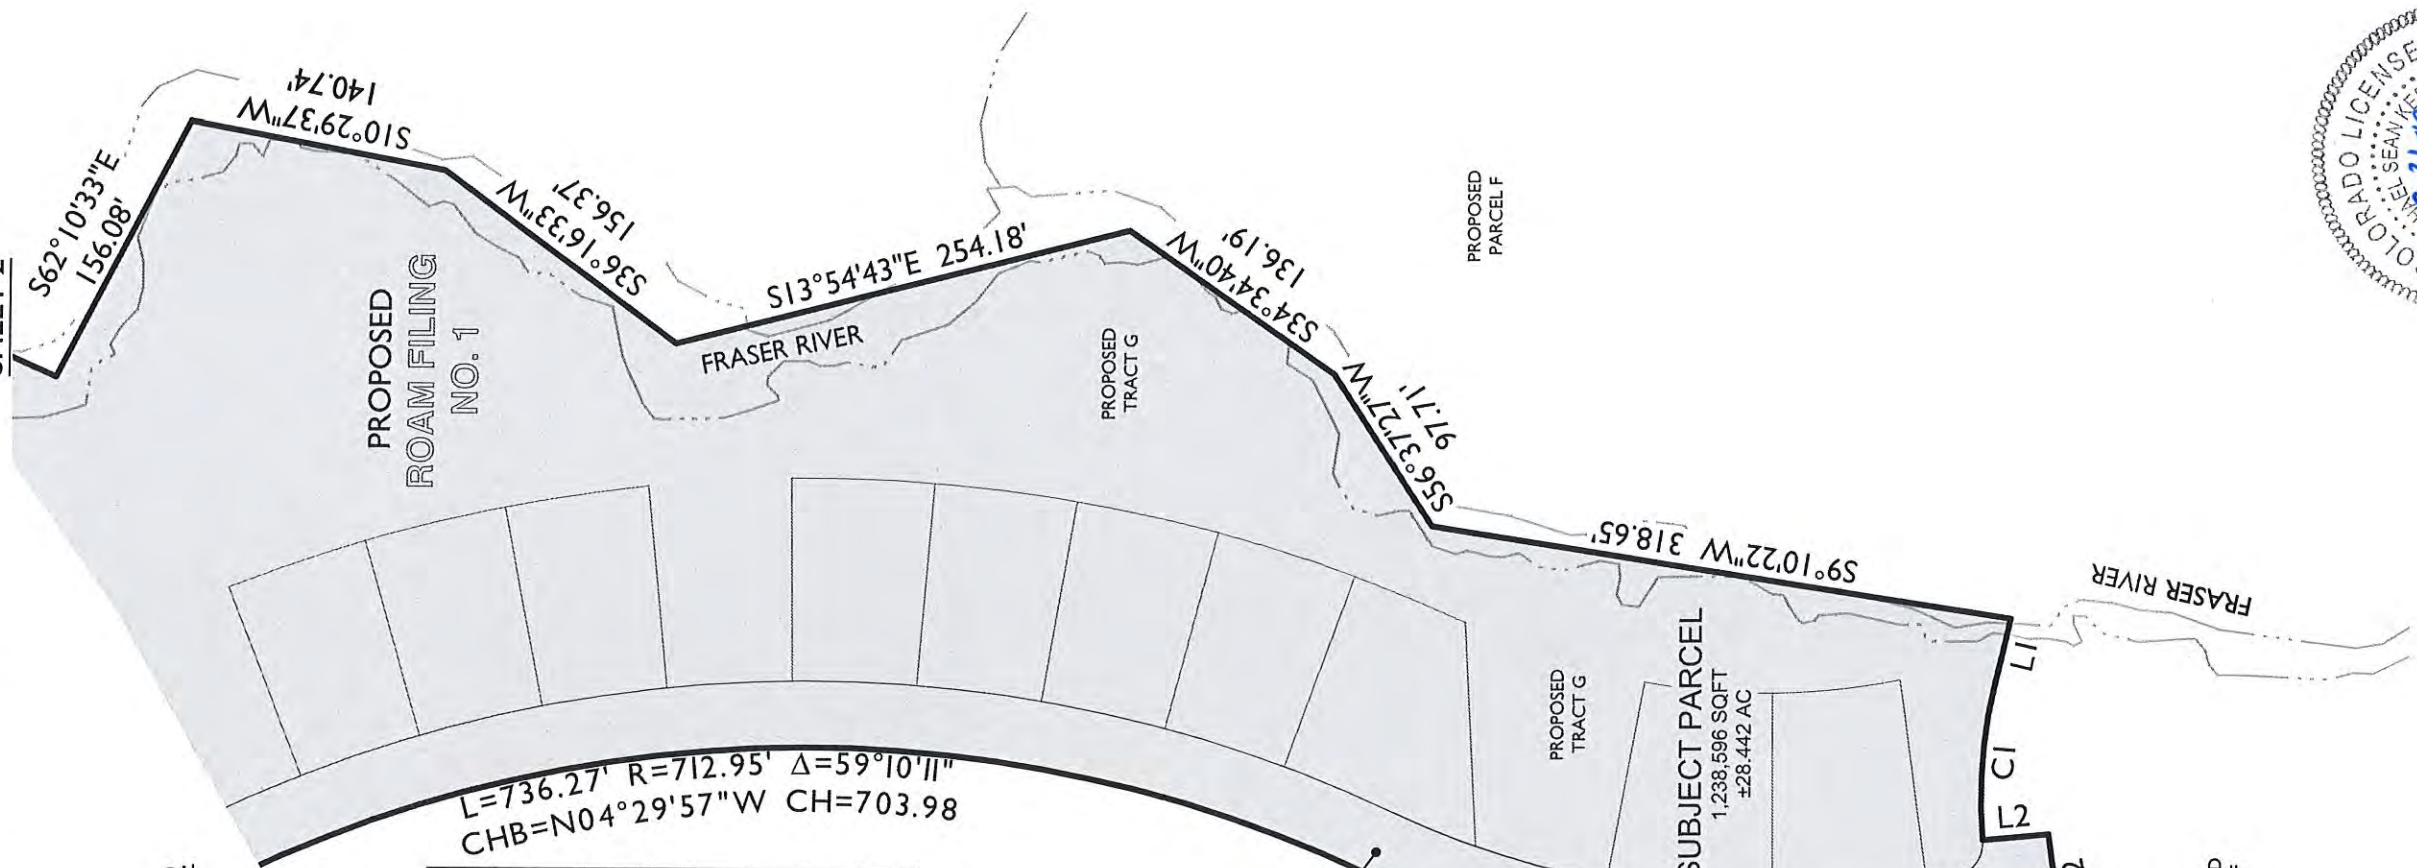 S62°10'33"E
156.08'
S10°29'37"W
140.74'
S36°16'33"W
156.37'
S13°54'43"E 254.18'
FRASER RIVER
S34°34'40"W
136.19'
S56°37'27"W
97.71'
S9°10'22"W 318.65'
FRASER RIVER
PROPOSED
ROAM FILING
NO. 1
PROPOSED
TRACT G
PROPOSED
PARCEL F
PROPOSED
TRACT G
SUBJECT PARCEL
1,238,596 SQFT
±28.442 AC
L1
C1
L2
L=736.27' R=712.95' Δ=59°10'11"
CHB=N04°29'57"W CH=703.98
COLORADO LICENSE
SEAN